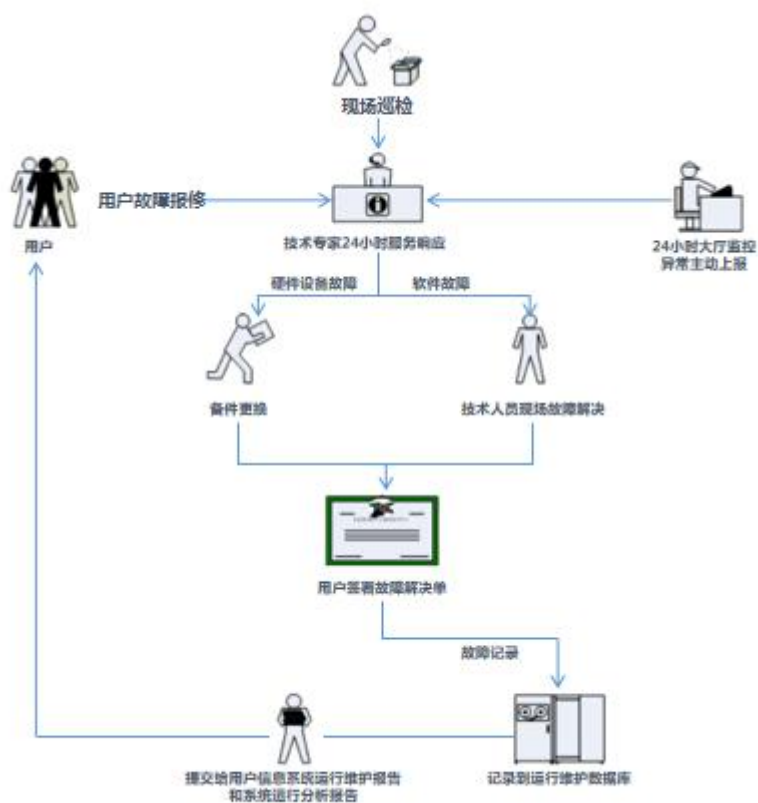 现场巡检
用户故障报修
用户
技术专家24小时服务响应
24小时大厅监控
异常主动上报
硬件设备故障
软件故障
备件更换
技术人员现场故障解决
用户签署故障解决单
故障记录
提交给用户信息系统运行维护报告
和系统运行分析报告
记录到运行维护数据库